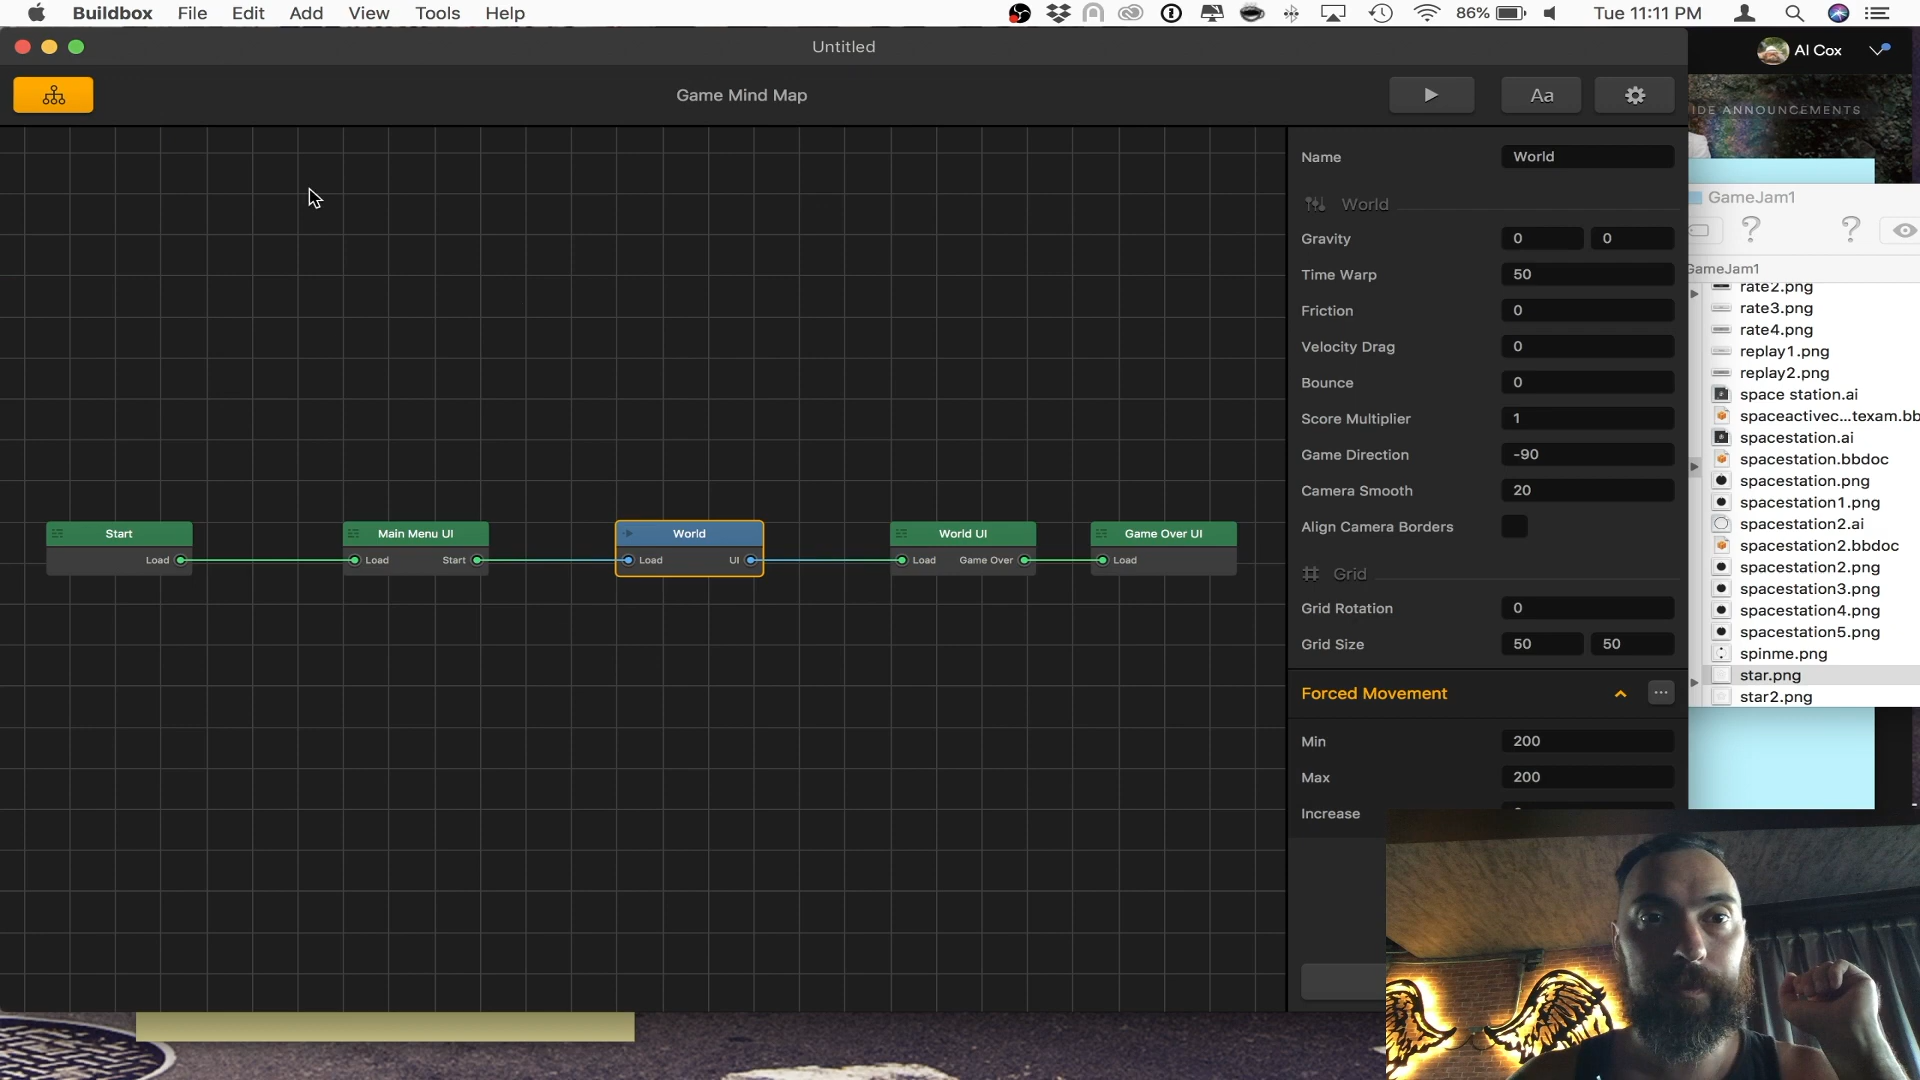 Buildbox File Edit Add View Tools Help 86% Tue 11:11 PM
Untitled
Al Cox
Game Mind Map
Aa
IDE ANNOUNCEMENTS
Name World
World
Gravity 0 0
Time Warp 50
Friction 0
Velocity Drag 0
Bounce 0
Score Multiplier 1
Game Direction -90
Camera Smooth 20
Align Camera Borders
Grid
Grid Rotation 0
Grid Size 50 50
Forced Movement
Min 200
Max 200
Increase
Start
Load
Main Menu UI
Load Start
World
Load UI
World UI
Load Game Over
Game Over UI
Load
GameJam1
GameJam1
rate2.png
rate3.png
rate4.png
replay1.png
replay2.png
space station.ai
spaceactivec...texam.bb
spacestation.ai
spacestation.bbdoc
spacestation.png
spacestation1.png
spacestation2.ai
spacestation2.bbdoc
spacestation2.png
spacestation3.png
spacestation4.png
spacestation5.png
spinme.png
star.png
star2.png